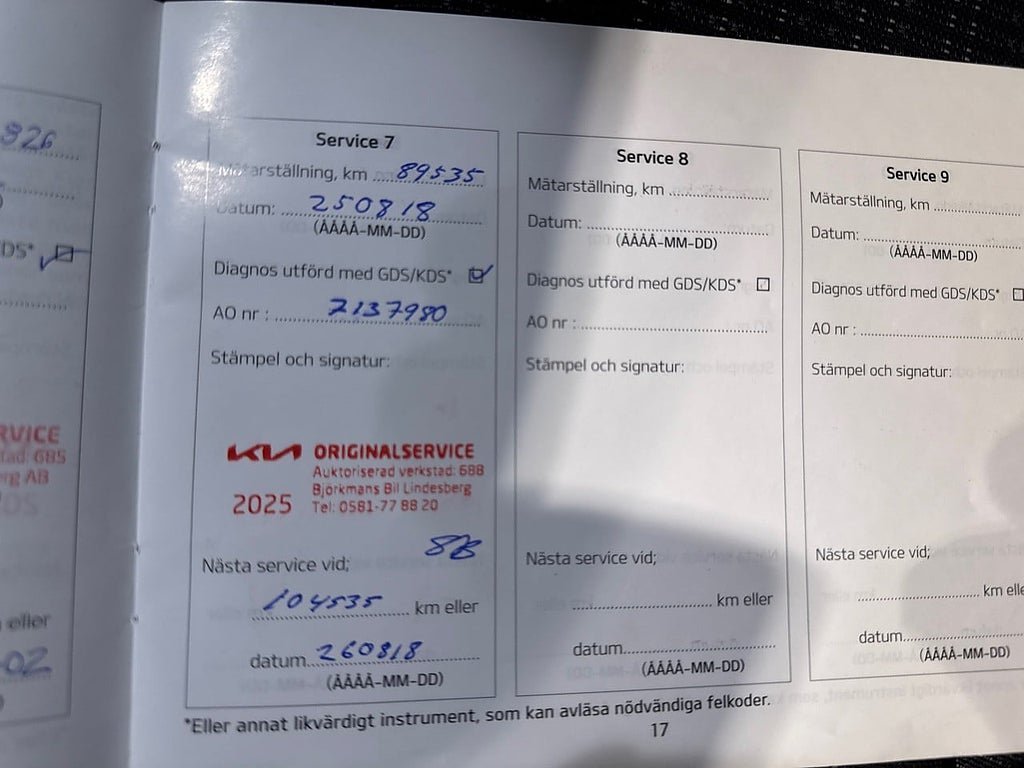 826
DS*
RVICE
tad: 685
rg AB
DS
eller
-02
Service 7
Mätarställning, km 89535
Datum: 250818
(ÅÅÅÅ-MM-DD)
Diagnos utförd med GDS/KDS*
AO nr : 7137980
Stämpel och signatur:
KIA ORIGINALSERVICE
Auktoriserad verkstad: 688
Björkmans Bil Lindesberg
2025 Tel: 0581-77 88 20
Nästa service vid;
104535 km eller
datum 260818
(ÅÅÅÅ-MM-DD)
Service 8
Mätarställning, km
Datum:
(ÅÅÅÅ-MM-DD)
Diagnos utförd med GDS/KDS*
AO nr :
Stämpel och signatur:
Nästa service vid;
km eller
datum
(ÅÅÅÅ-MM-DD)
Service 9
Mätarställning, km
Datum:
(ÅÅÅÅ-MM-DD)
Diagnos utförd med GDS/KDS*
AO nr :
Stämpel och signatur:
Nästa service vid;
km elle
datum
(ÅÅÅÅ-MM-DD)
*Eller annat likvärdigt instrument, som kan avläsa nödvändiga felkoder.
17